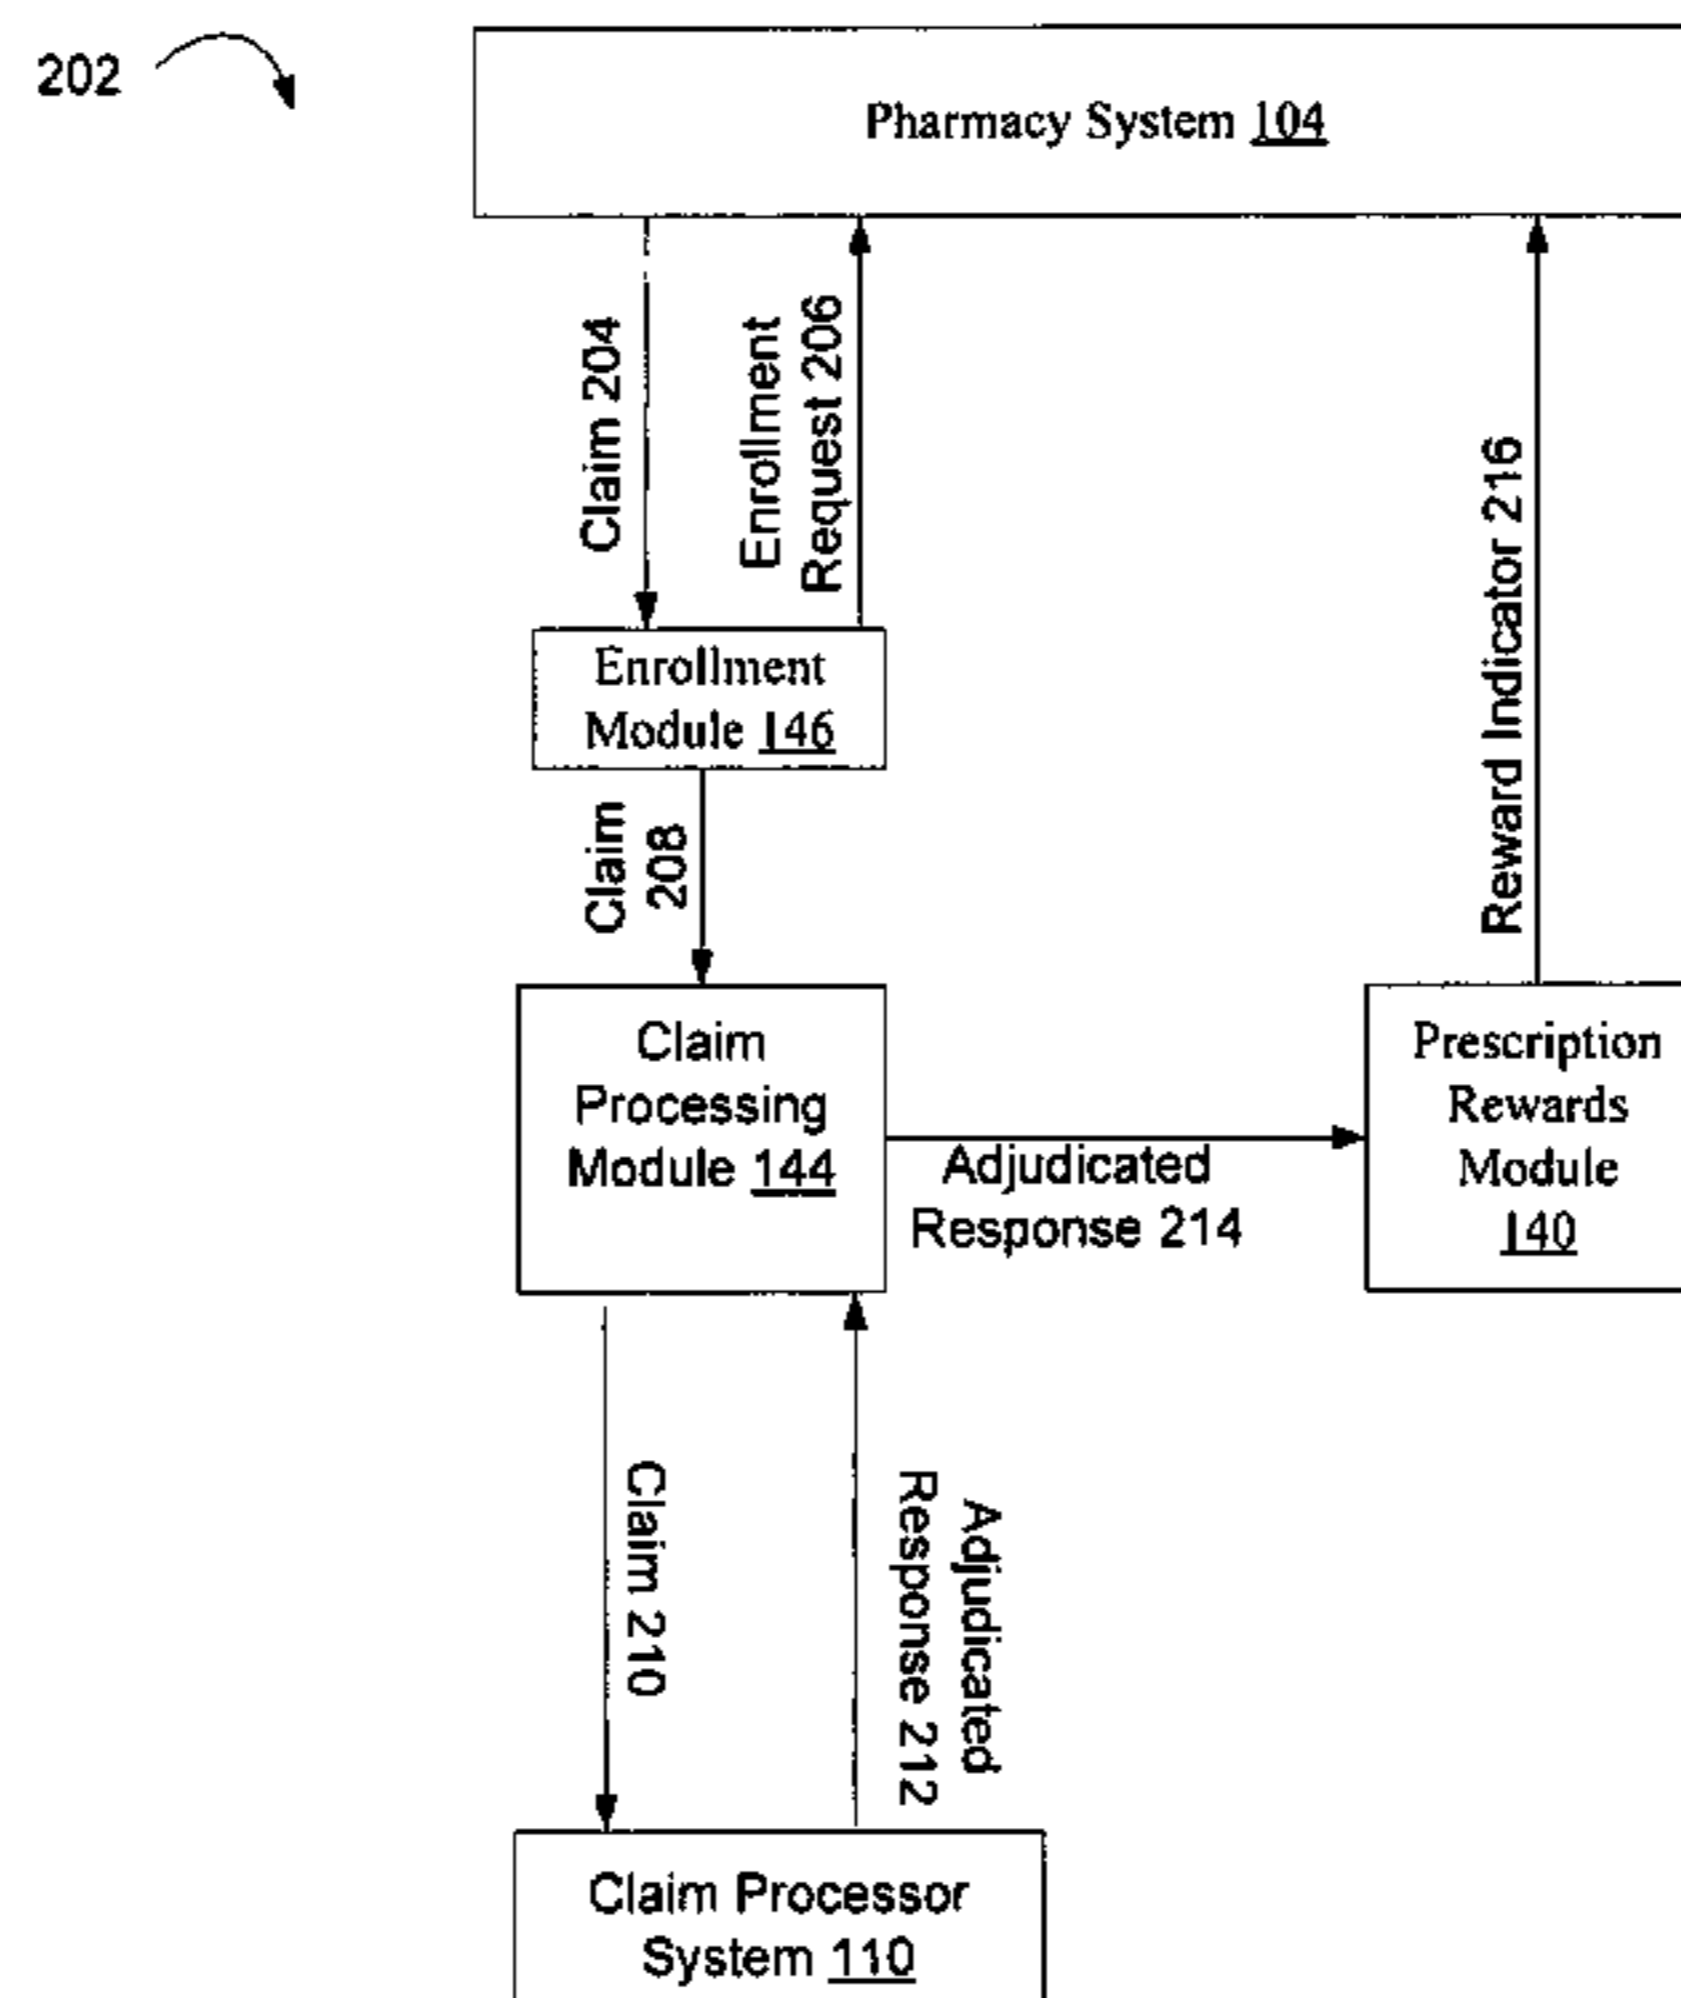 202
Pharmacy System 104
Claim 204
Enrollment
Request 206
Reward Indicator 216
Enrollment
Module 146
Claim
208
Claim
Processing
Module 144
Adjudicated
Response 214
Prescription
Rewards
Module
140
Claim 210
Adjudicated
Response 212
Claim Processor
System 110